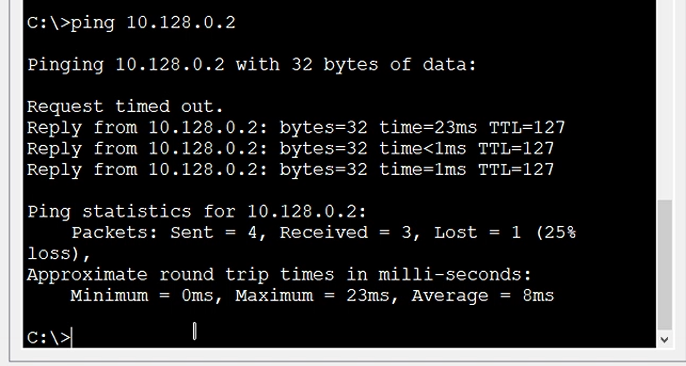 C:\>ping 10.128.0.2
Pinging 10.128.0.2 with 32 bytes of data:
Request timed out.
Reply from 10.128.0.2: bytes=32 time=23ms TTL=127
Reply from 10.128.0.2: bytes=32 time<1ms TTL=127
Reply from 10.128.0.2: bytes=32 time=1ms TTL=127
Ping statistics for 10.128.0.2:
    Packets: Sent = 4, Received = 3, Lost = 1 (25%
loss),
Approximate round trip times in milli-seconds:
    Minimum = 0ms, Maximum = 23ms, Average = 8ms
C:\>